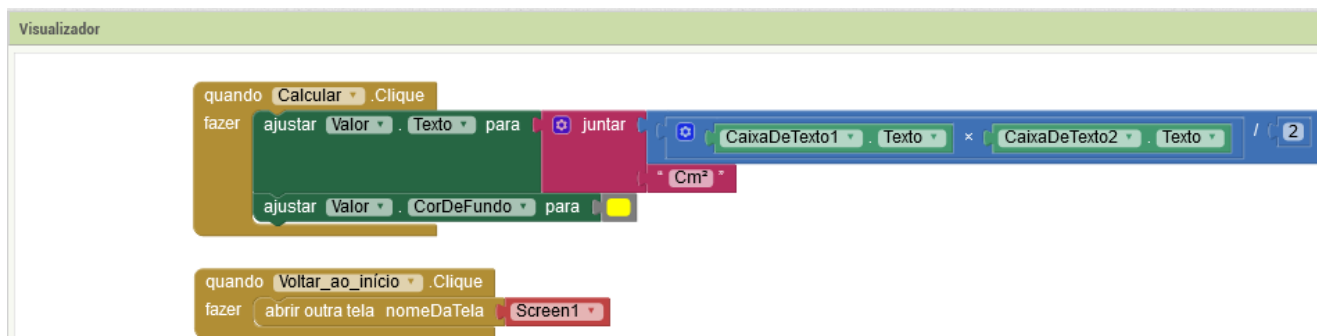 Visualizador
quando Calcular .Clique
fazer ajustar Valor . Texto para juntar CaixaDeTexto1 . Texto × CaixaDeTexto2 . Texto / 2
" Cm² "
ajustar Valor . CorDeFundo para
quando Voltar_ao_início .Clique
fazer abrir outra tela nomeDaTela Screen1